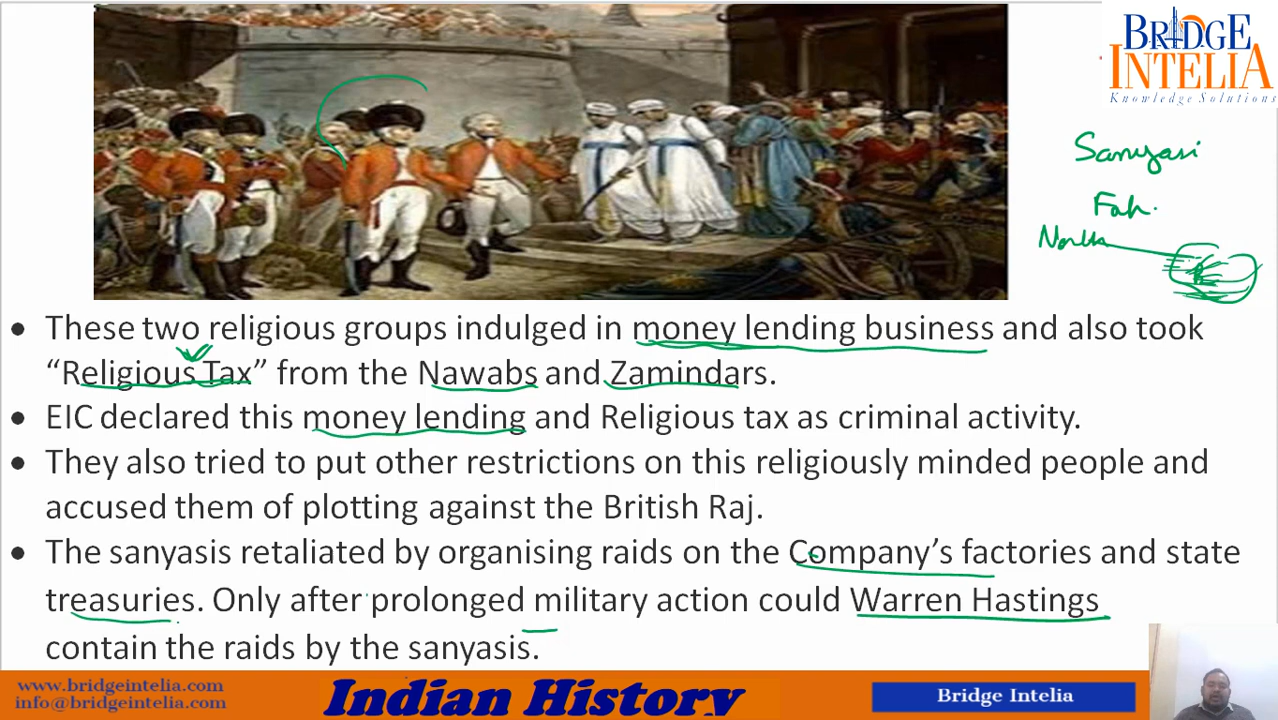 BRIDGE
INTELIA
Knowledge Solutions
Sanyasi
Fak.
North
• These two religious groups indulged in money lending business and also took
“Religious Tax” from the Nawabs and Zamindars.
• EIC declared this money lending and Religious tax as criminal activity.
• They also tried to put other restrictions on this religiously minded people and
accused them of plotting against the British Raj.
• The sanyasis retaliated by organising raids on the Company’s factories and state
treasuries. Only after prolonged military action could Warren Hastings
contain the raids by the sanyasis.
www.bridgeintelia.com
info@bridgeintelia.com
Indian History
Bridge Intelia